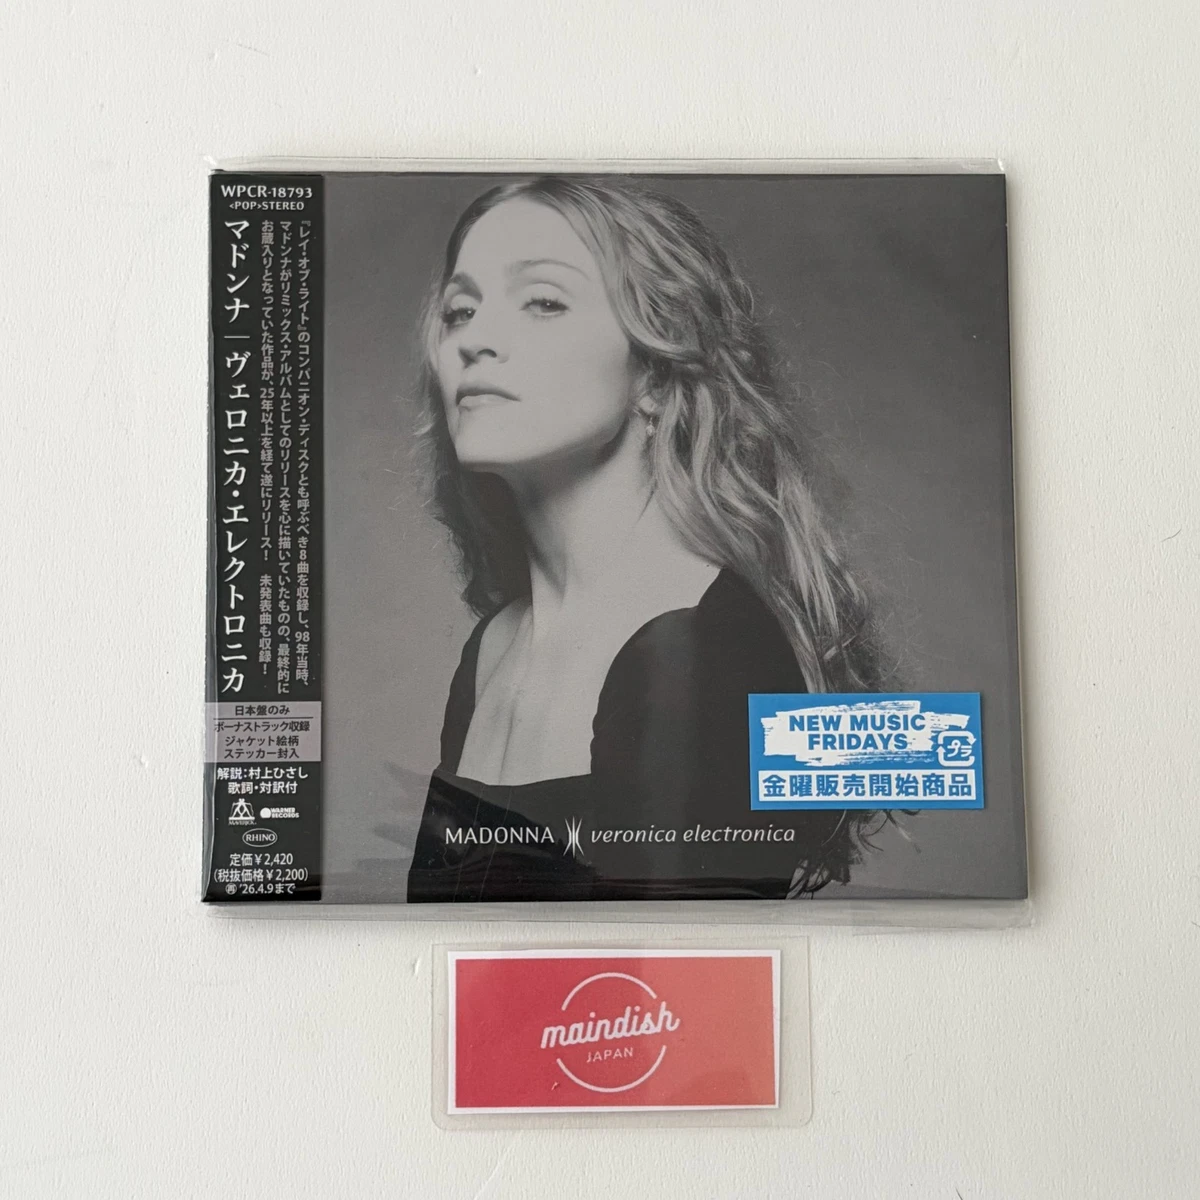 WPCR-18793
<POP>STEREO
マドンナ｜ヴェロニカ・エレクトロニカ
『レイ・オブ・ライト』のコンパニオン・ディスクとも呼ぶべき8曲を収録し、98年当時、
マドンナがリミックス・アルバムとしてのリリースを心に描いていたものの、最終的に
お蔵入りとなっていた作品が、25年以上を経て遂にリリース！ 未発表曲も収録！
日本盤のみ
ボーナストラック収録
ジャケット絵柄
ステッカー封入
解説：村上ひさし
歌詞・対訳付
MAVERICK
WARNER RECORDS
RHINO
定価￥2,420
(税抜価格￥2,200)
再 '26.4.9まで
NEW MUSIC
FRIDAYS
プラ
金曜販売開始商品
MADONNA veronica electronica
maindish
JAPAN